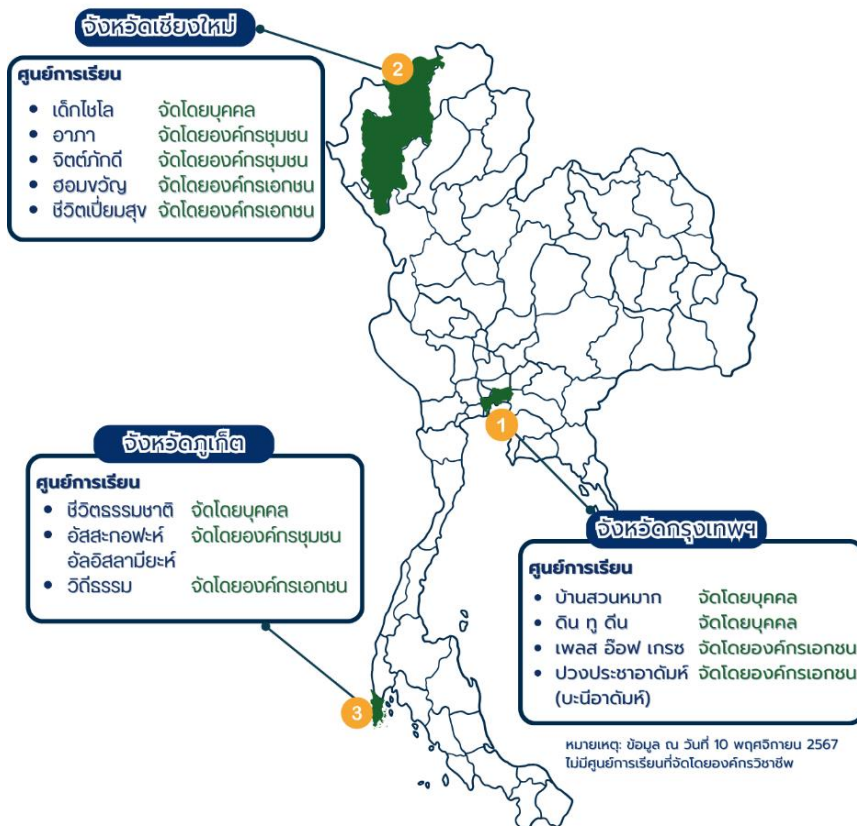 จังหวัดเชียงใหม่
2
ศูนย์การเรียน
• เด็กไชโล จัดโดยบุคคล
• อาภา จัดโดยองค์กรชุมชน
• จิตต์ภักดี จัดโดยองค์กรชุมชน
• ฮอมขวัญ จัดโดยองค์กรเอกชน
• ชีวิตเปี่ยมสุข จัดโดยองค์กรเอกชน
1
จังหวัดภูเก็ต
ศูนย์การเรียน
• ชีวิตธรรมชาติ จัดโดยบุคคล
• อัสสะกอฟะห์ จัดโดยองค์กรชุมชน
อัลอิสลามียะห์
• วิถีธรรม จัดโดยองค์กรเอกชน
3
จังหวัดกรุงเทพฯ
ศูนย์การเรียน
• บ้านสวนหมาก จัดโดยบุคคล
• ดิน ทู ดีน จัดโดยบุคคล
• เพลส อ๊อฟ เกรซ จัดโดยองค์กรเอกชน
• ปวงประชาอาดัมห์ จัดโดยองค์กรเอกชน
(บะนีอาดัมห์)
หมายเหตุ: ข้อมูล ณ วันที่ 10 พฤศจิกายน 2567
ไม่มีศูนย์การเรียนที่จัดโดยองค์กรวิชาชีพ